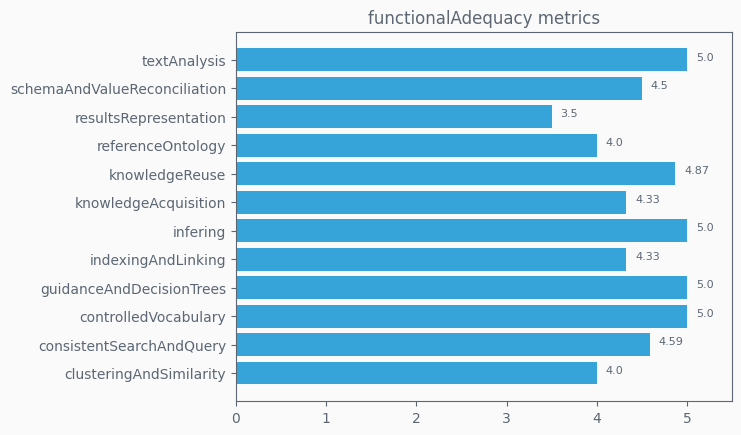 functionalAdequacy metrics
textAnalysis 5.0
schemaAndValueReconciliation 4.5
resultsRepresentation 3.5
referenceOntology 4.0
knowledgeReuse 4.87
knowledgeAcquisition 4.33
infering 5.0
indexingAndLinking 4.33
guidanceAndDecisionTrees 5.0
controlledVocabulary 5.0
consistentSearchAndQuery 4.59
clusteringAndSimilarity 4.0
0 1 2 3 4 5